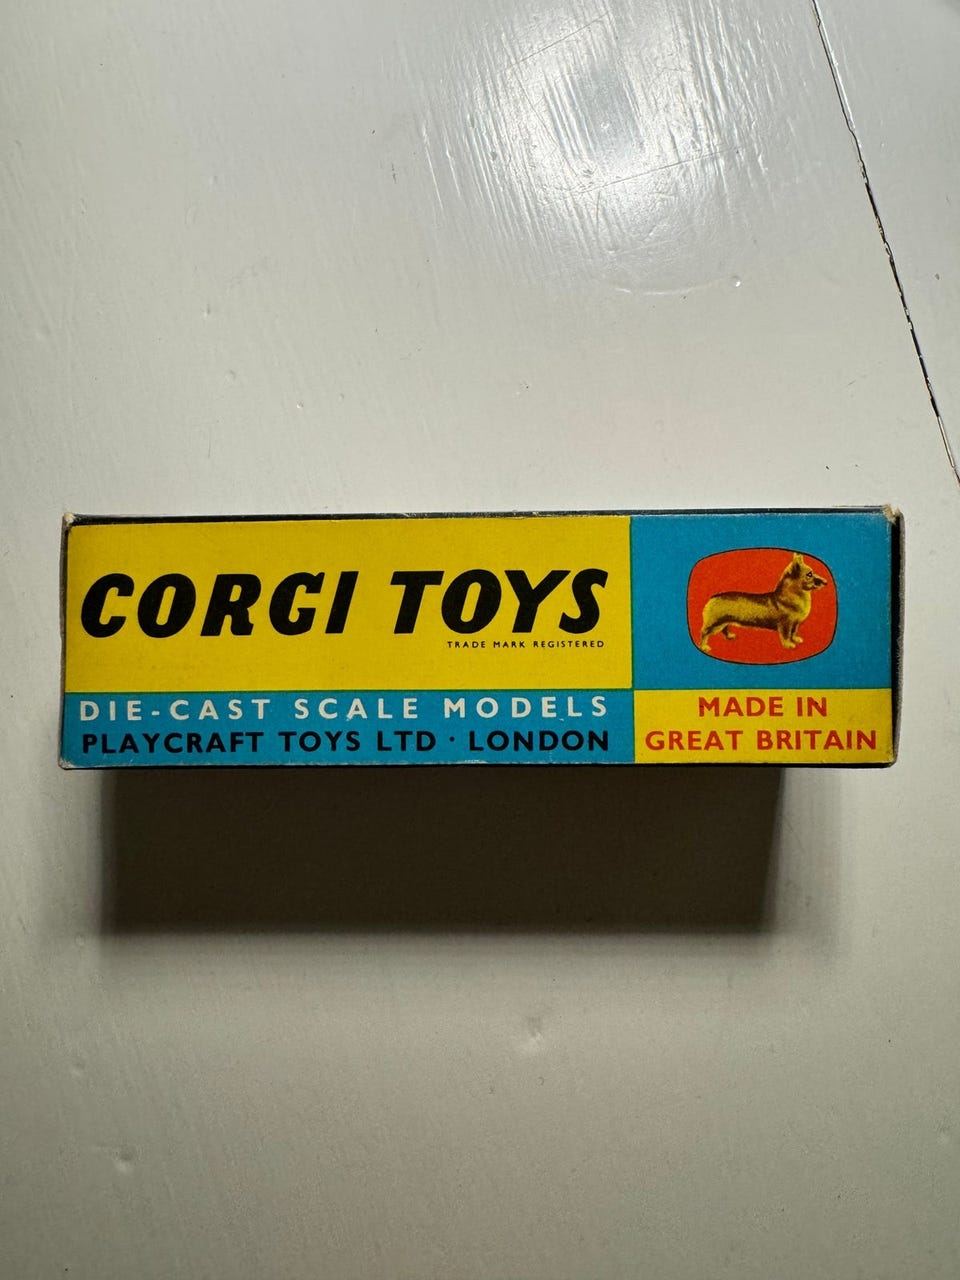 CORGI TOYS
TRADE MARK REGISTERED
DIE-CAST SCALE MODELS
PLAYCRAFT TOYS LTD · LONDON
MADE IN
GREAT BRITAIN